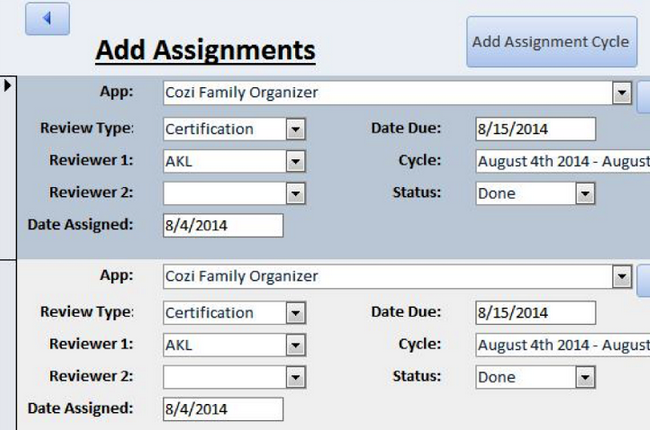 Add Assignments
Add Assignment Cycle
App: Cozi Family Organizer
Review Type: Certification Date Due: 8/15/2014
Reviewer 1: AKL Cycle: August 4th 2014 - August
Reviewer 2: Status: Done
Date Assigned: 8/4/2014
App: Cozi Family Organizer
Review Type: Certification Date Due: 8/15/2014
Reviewer 1: AKL Cycle: August 4th 2014 - August
Reviewer 2: Status: Done
Date Assigned: 8/4/2014